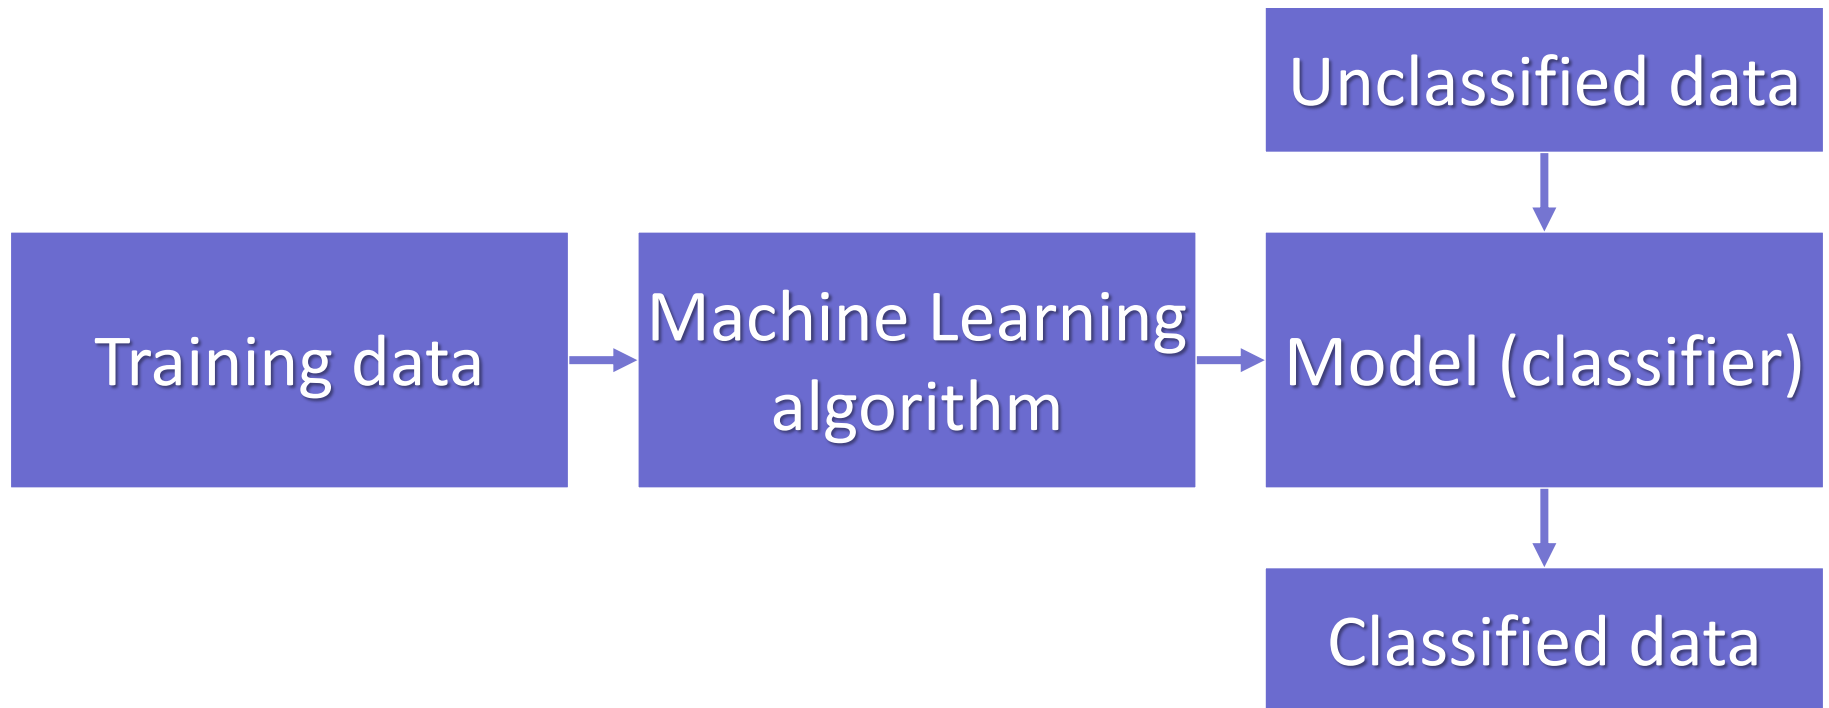 Unclassified data
Training data
Machine Learning
algorithm
Model (classifier)
Classified data